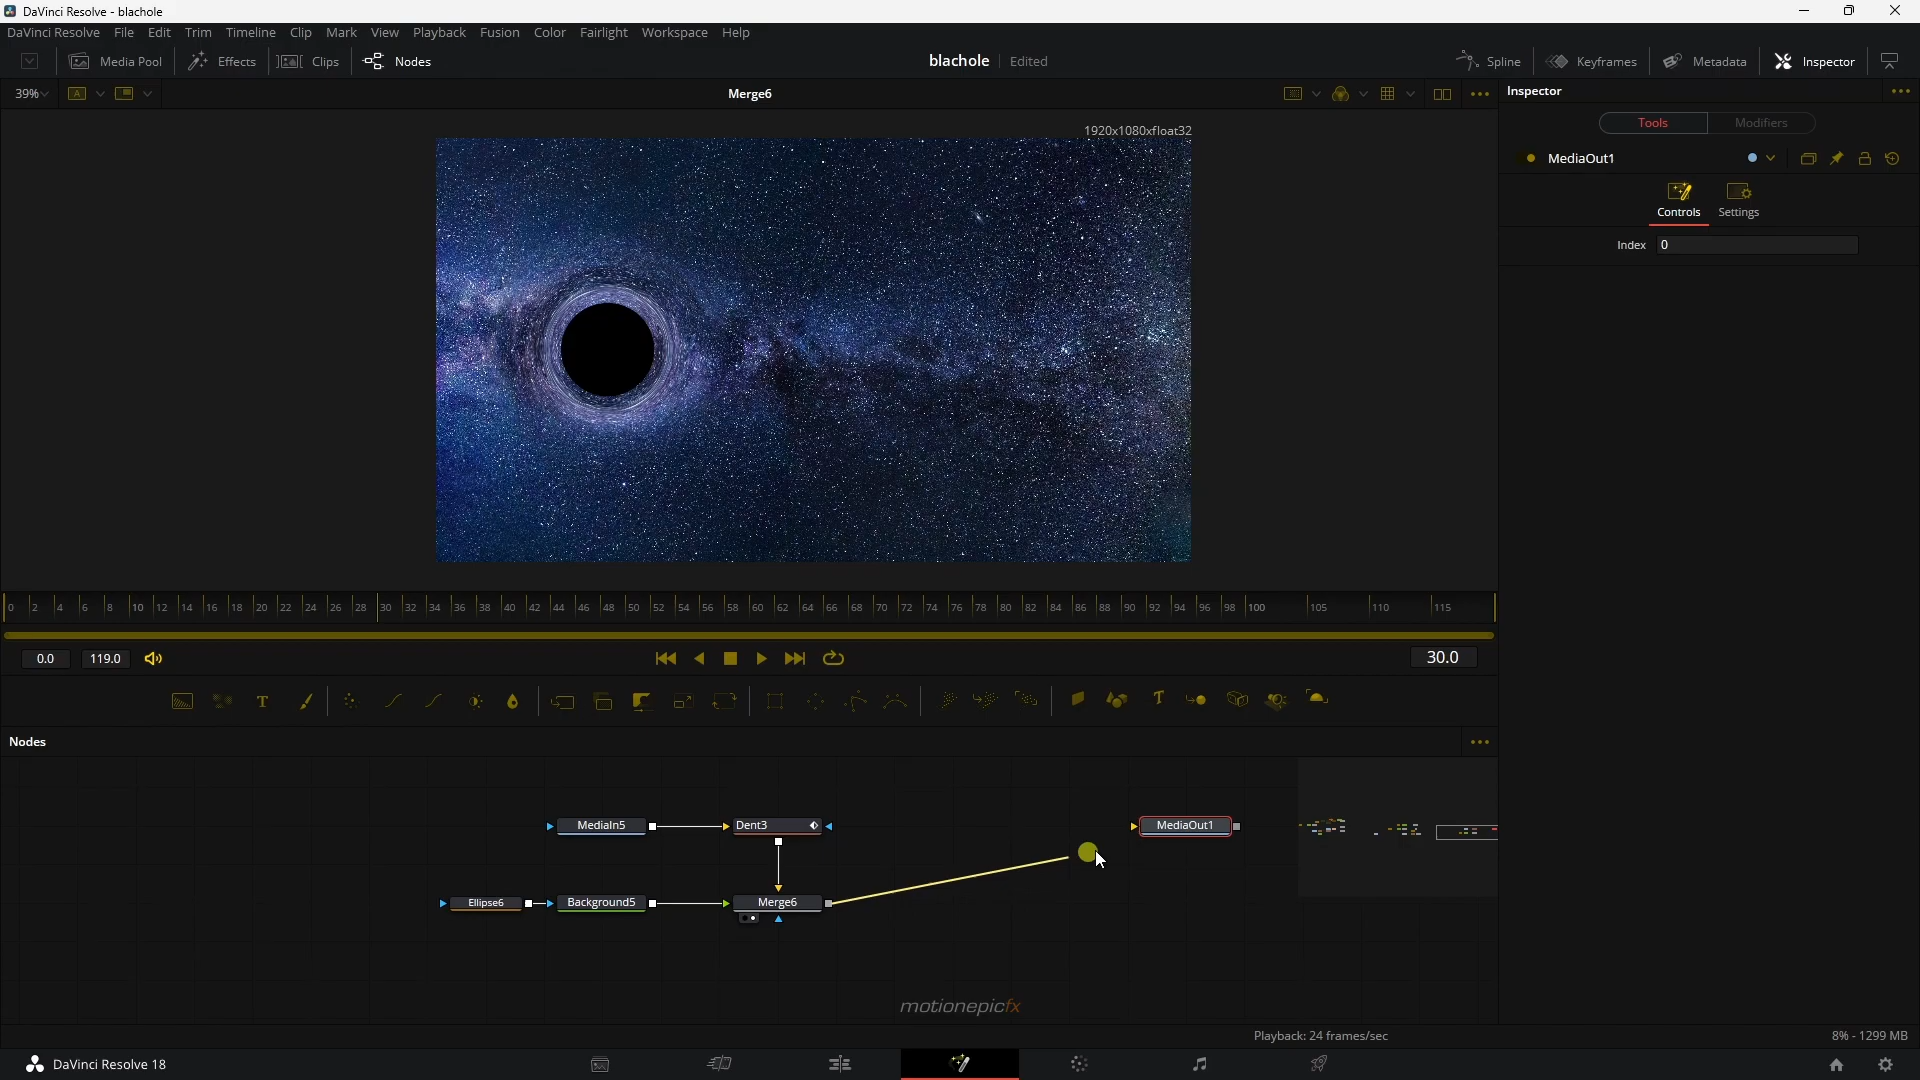 DaVinci Resolve - blachole
DaVinci Resolve File Edit Trim Timeline Clip Mark View Playback Fusion Color Fairlight Workspace Help
Media Pool Effects Clips Nodes blachole Edited Spline Keyframes Metadata Inspector
39% A Merge6 Inspector
1920x1080xfloat32
Tools Modifiers
MediaOut1
Controls Settings
Index 0
0 2 4 6 8 10 12 14 16 18 20 22 24 26 28 30 32 34 36 38 40 42 44 46 48 50 52 54 56 58 60 62 64 66 68 70 72 74 76 78 80 82 84 86 88 90 92 94 96 98 100 105 110 115
0.0 119.0 30.0
T T
Nodes
MediaIn5 Dent3 MediaOut1
Ellipse6 Background5 Merge6
motionepicfx
Playback: 24 frames/sec 8% - 1299 MB
DaVinci Resolve 18